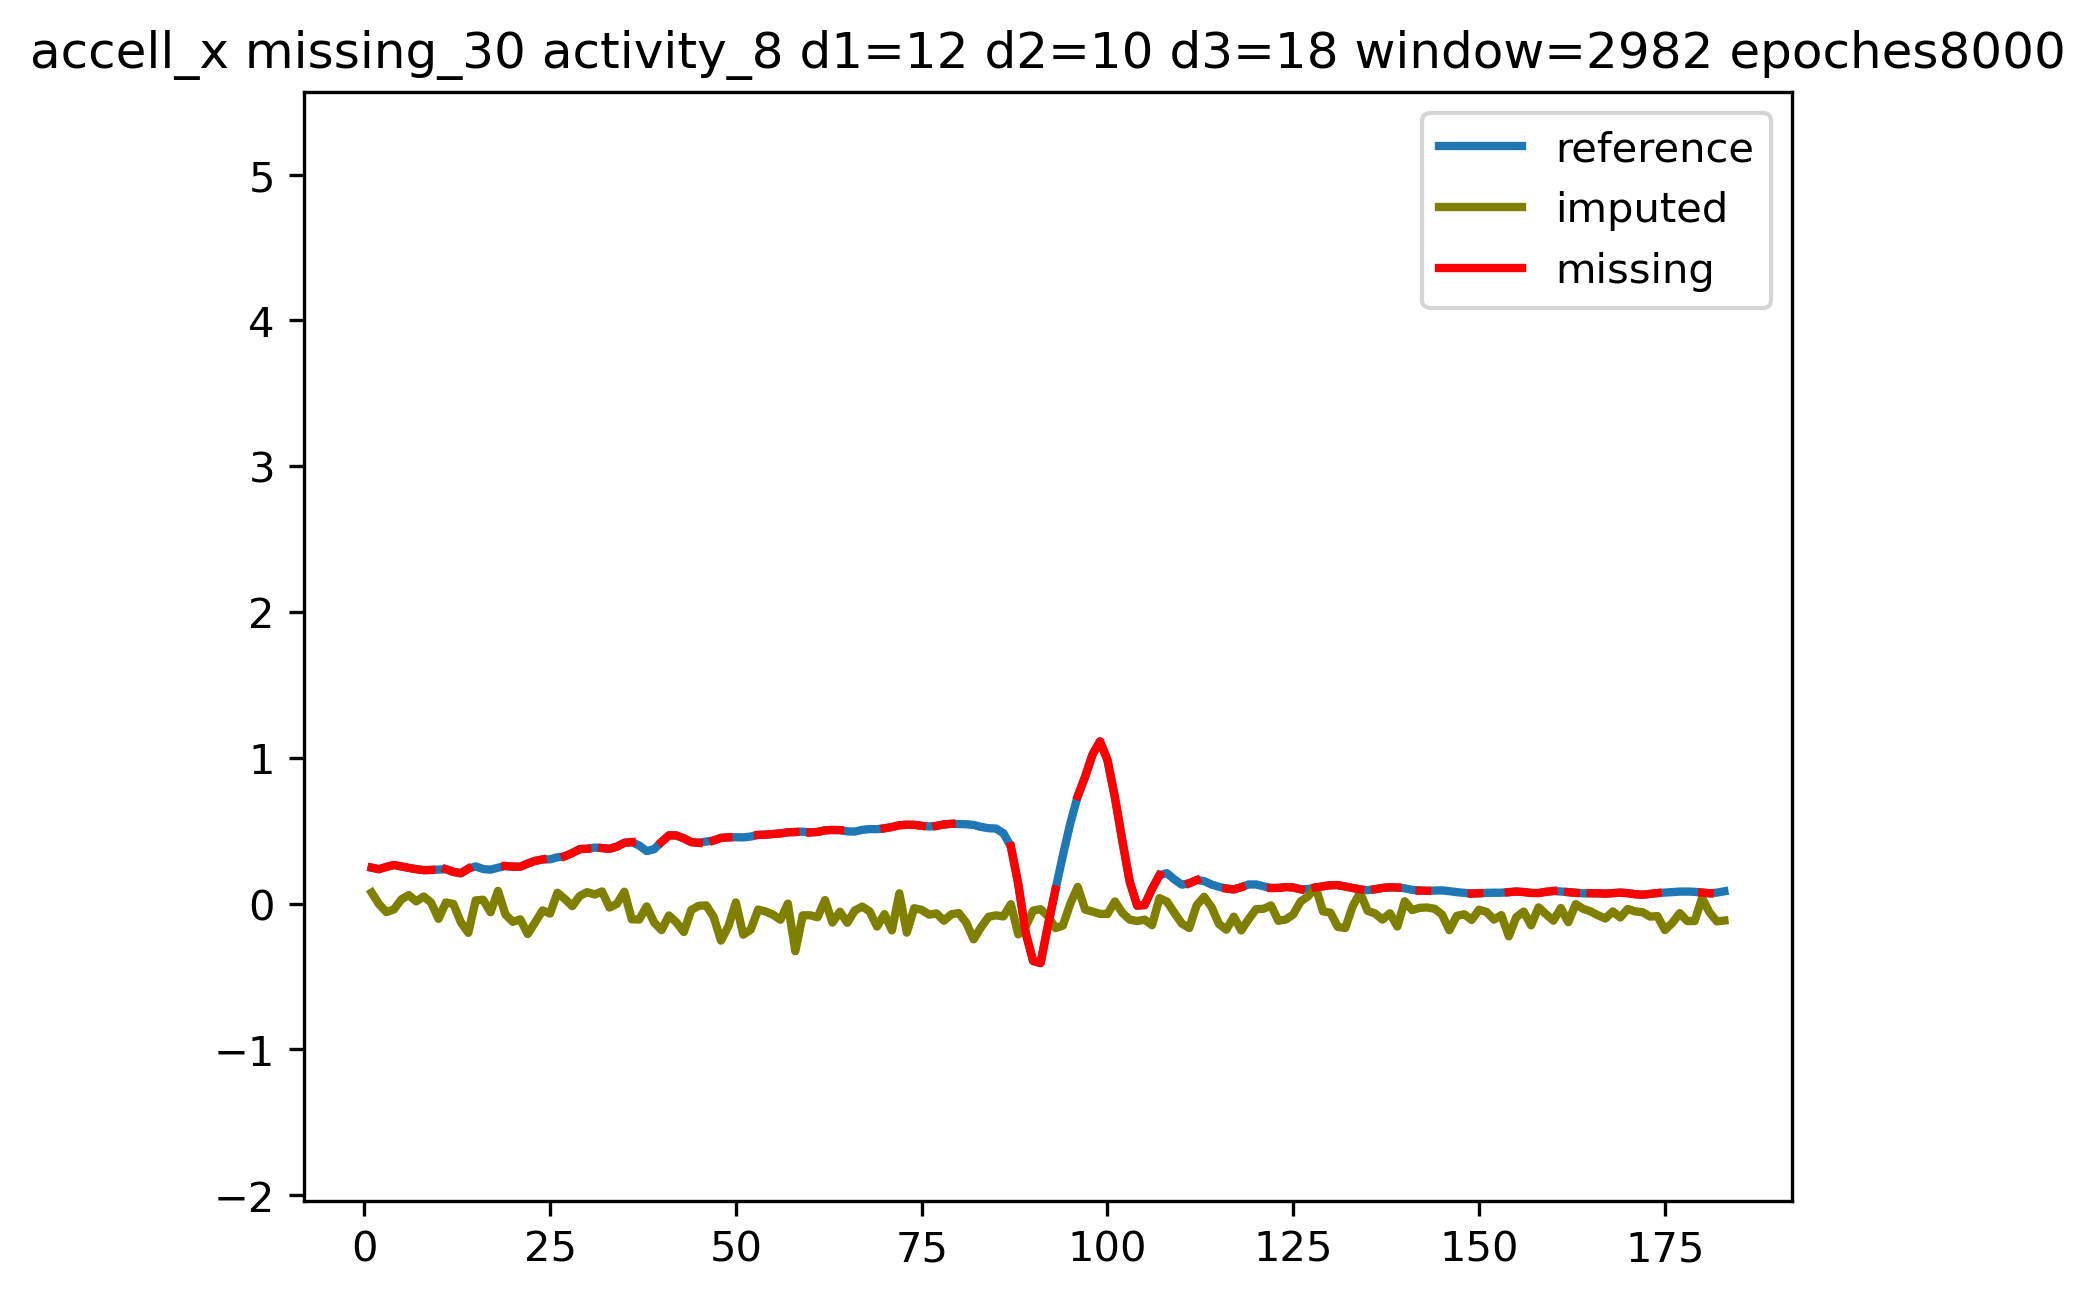 accell_x missing_30 activity_8 d1=12 d2=10 d3=18 window=2982 epoches8000
reference
imputed
missing
5
4
3
2
1
0
−1
−2
0 25 50 75 100 125 150 175